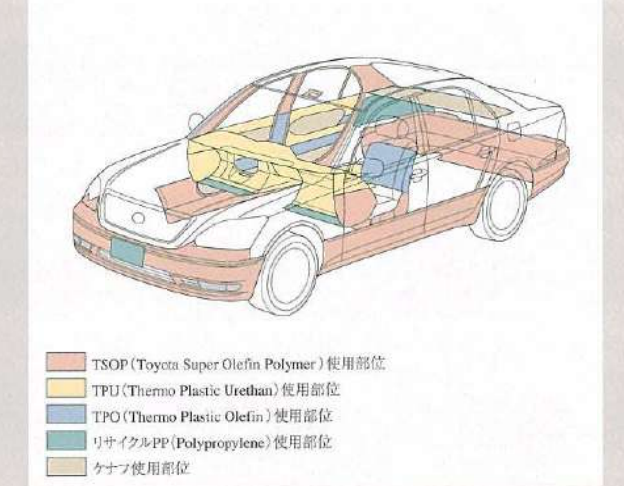 TSOP（Toyota Super Olefin Polymer）使用部位
TPU（Thermo Plastic Urethan）使用部位
TPO（Thermo Plastic Olefin）使用部位
リサイクルPP（Polypropylene）使用部位
ケナフ使用部位